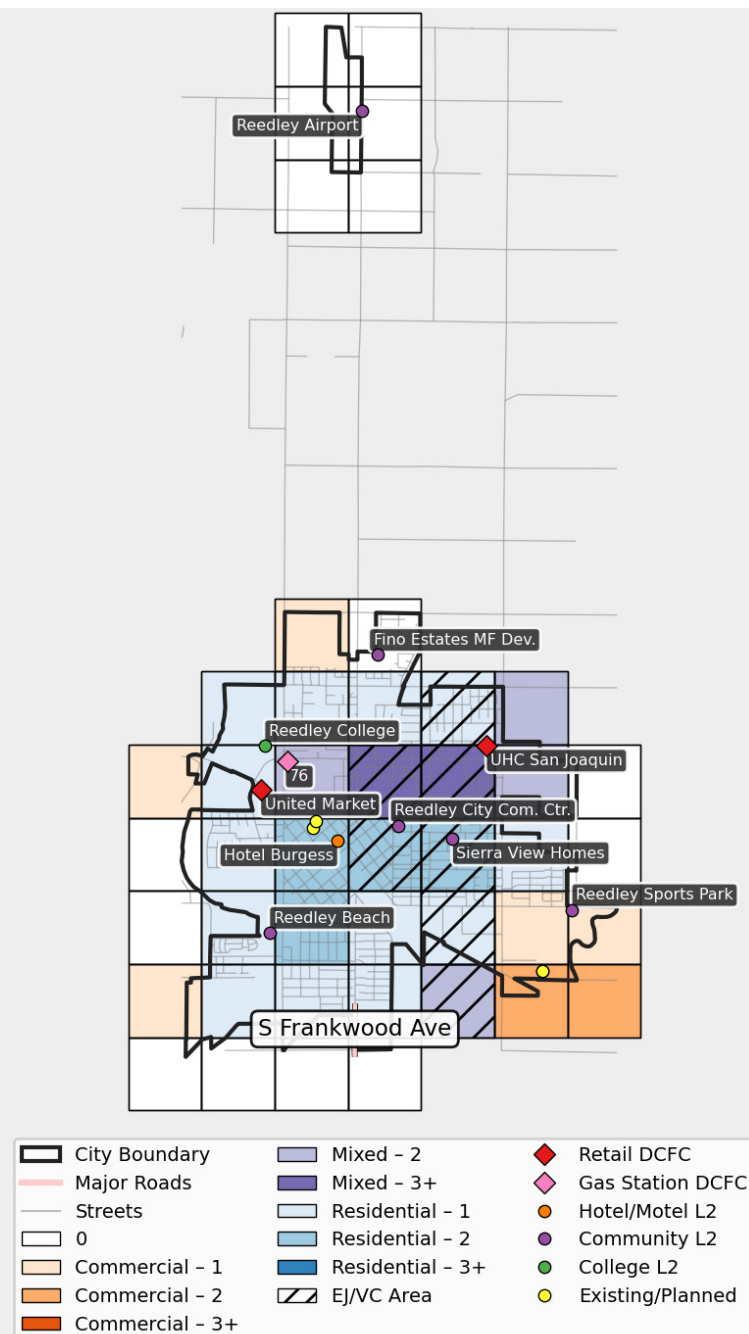 Reedley Airport
Fino Estates MF Dev.
Reedley College
UHC San Joaquin
76
United Market
Reedley City Com. Ctr.
Hotel Burgess
Sierra View Homes
Reedley Sports Park
Reedley Beach
S Frankwood Ave
City Boundary
Major Roads
Streets
0
Commercial – 1
Commercial – 2
Commercial – 3+
Mixed – 2
Mixed – 3+
Residential – 1
Residential – 2
Residential – 3+
EJ/VC Area
Retail DCFC
Gas Station DCFC
Hotel/Motel L2
Community L2
College L2
Existing/Planned